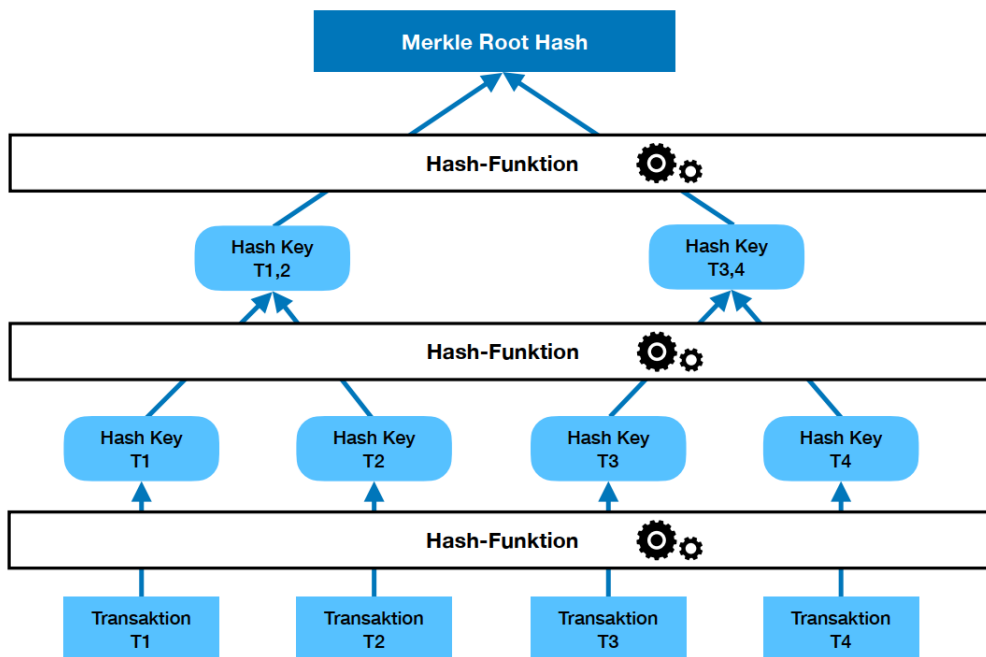 Merkle Root Hash
Hash-Funktion
Hash Key
T1,2
Hash Key
T3,4
Hash-Funktion
Hash Key
T1
Hash Key
T2
Hash Key
T3
Hash Key
T4
Hash-Funktion
Transaktion
T1
Transaktion
T2
Transaktion
T3
Transaktion
T4